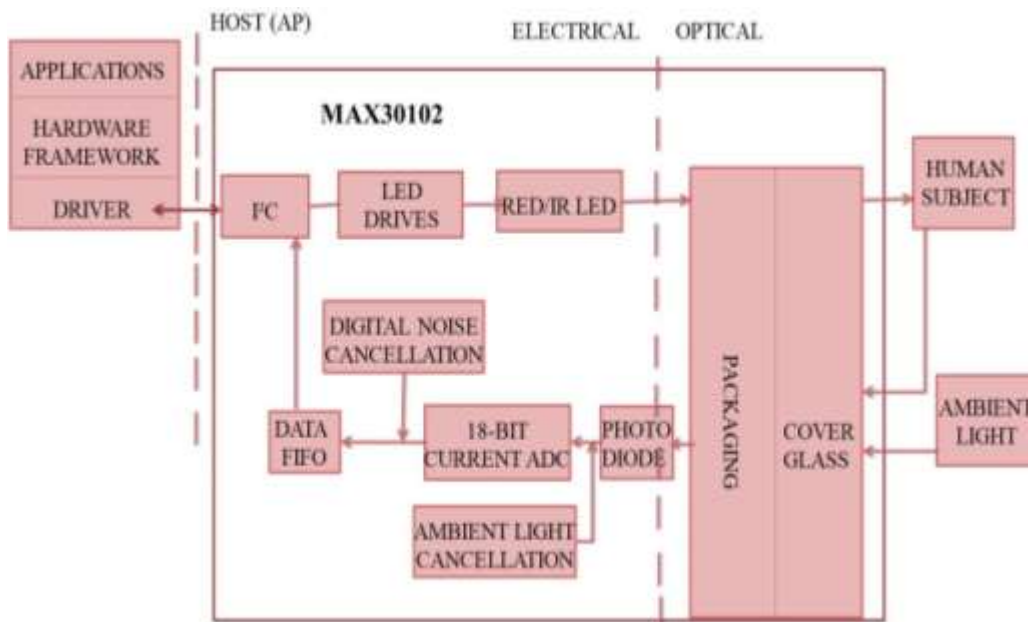 HOST (AP)
ELECTRICAL
OPTICAL
APPLICATIONS
HARDWARE
FRAMEWORK
DRIVER
MAX30102
I²C
LED
DRIVES
RED/IR LED
HUMAN
SUBJECT
DIGITAL NOISE
CANCELLATION
DATA
FIFO
18-BIT
CURRENT ADC
PHOTO
DIODE
PACKAGING
COVER
GLASS
AMBIENT
LIGHT
AMBIENT LIGHT
CANCELLATION